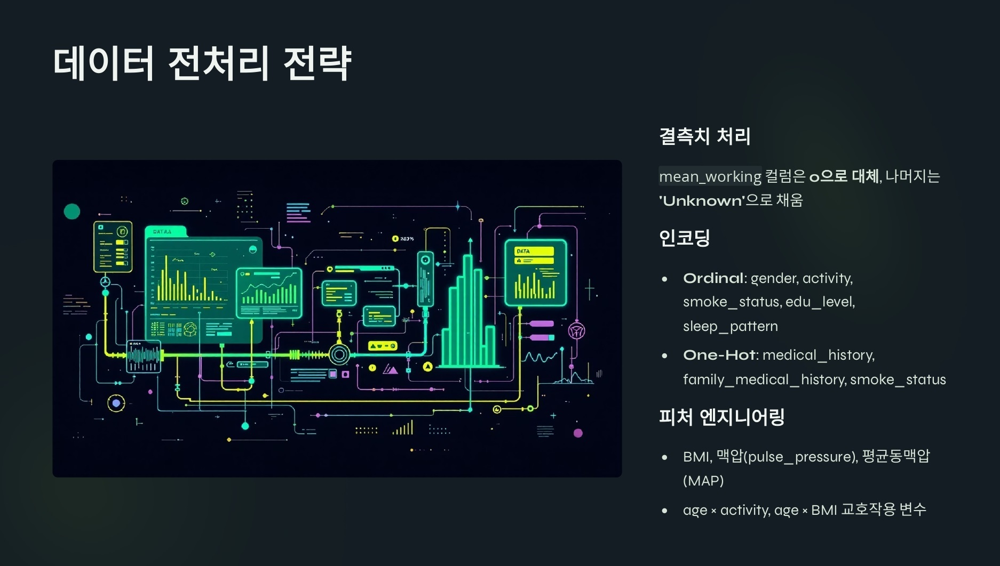 데이터 전처리 전략
DATAA
DATA
결측치 처리
mean_working 컬럼은 0으로 대체, 나머지는
'Unknown'으로 채움
인코딩
• Ordinal: gender, activity,
smoke_status, edu_level,
sleep_pattern
• One-Hot: medical_history,
family_medical_history, smoke_status
피처 엔지니어링
• BMI, 맥압(pulse_pressure), 평균동맥압
(MAP)
• age × activity, age × BMI 교호작용 변수